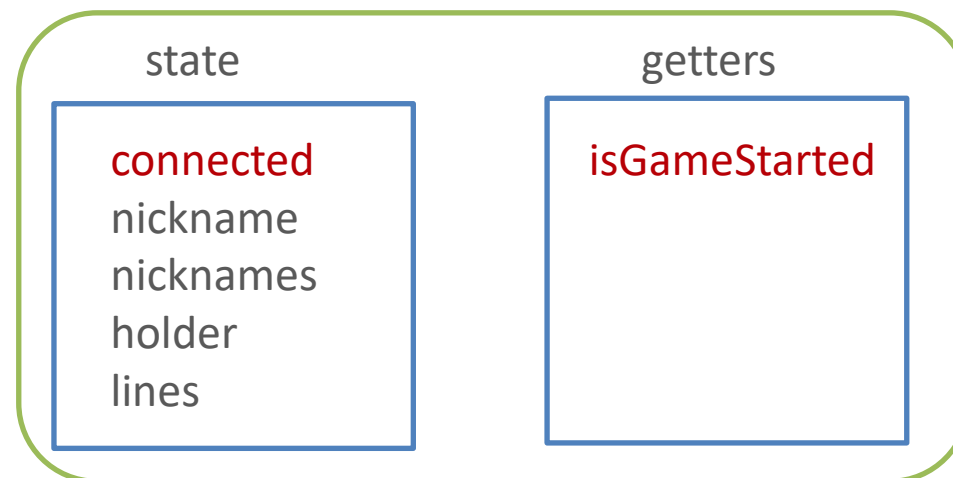 state
connected
nickname
nicknames
holder
lines
getters
isGameStarted